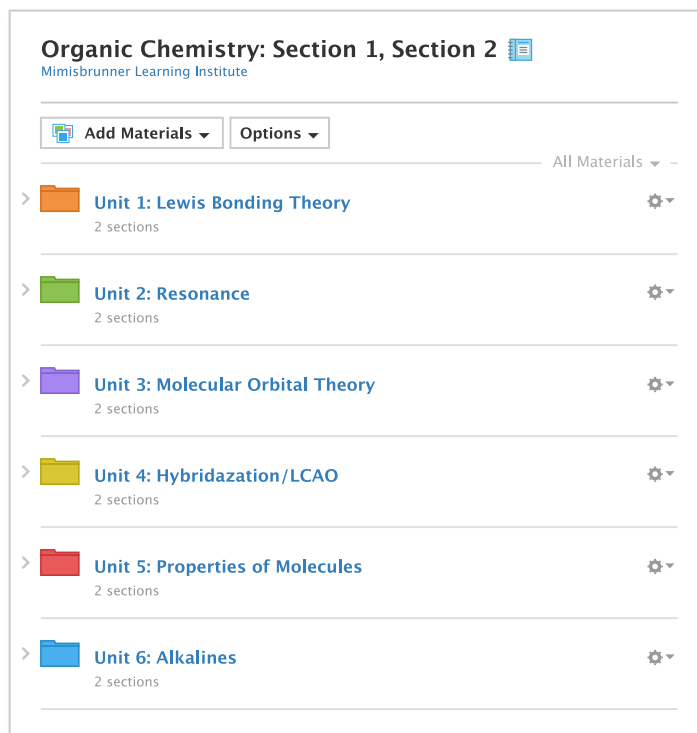 Organic Chemistry: Section 1, Section 2
Mimisbrunner Learning Institute
Add Materials
Options
All Materials
Unit 1: Lewis Bonding Theory
2 sections
Unit 2: Resonance
2 sections
Unit 3: Molecular Orbital Theory
2 sections
Unit 4: Hybridazation/LCAO
2 sections
Unit 5: Properties of Molecules
2 sections
Unit 6: Alkalines
2 sections